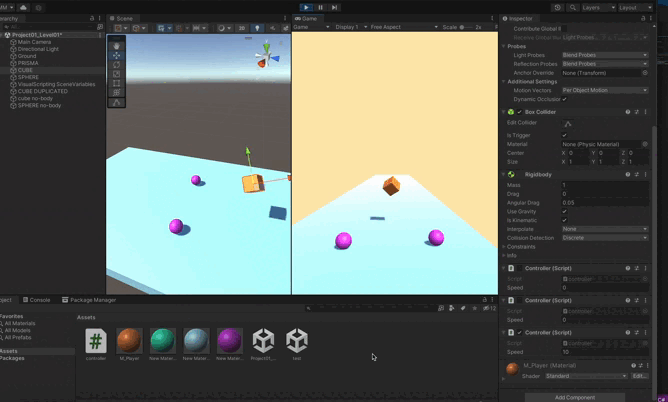 Layers
Layout
erarchy
Project01_Level01*
Main Camera
Directional Light
Ground
PRISMA
CUBE
SPHERE
VisualScripting SceneVariables
CUBE DUPLICATED
cube no-body
SPHERE no-body
Scene
Game
Game
Display 1
Free Aspect
Scale
2x
Inspector
Contribute Global Il
Light Probes
Probes
Light Probes
Blend Probes
Reflection Probes
Blend Probes
Anchor Override
None (Transform)
Additional Settings
Motion Vectors
Per Object Motion
Dynamic Occlusion
Box Collider
Edit Collider
Is Trigger
Material
None (Physic Material)
Center
X 0
Y 0
Z 0
Size
X 1
Y 1
Z 1
Rigidbody
Mass
1
Drag
0
Angular Drag
0.05
Use Gravity
Is Kinematic
Interpolate
None
Collision Detection
Discrete
Constraints
Info
Controller (Script)
Script
controller
Speed
0
Controller (Script)
Script
controller
Speed
0
Controller (Script)
Script
controller
Speed
10
M_Player (Material)
Shader
Standard
Edit...
Add Component
oject
Console
Package Manager
Favorites
All Materials
All Models
All Prefabs
Assets
Packages
Assets
controller
M_Player
New Mater...
New Mater...
New Mater...
Project01_...
test
12